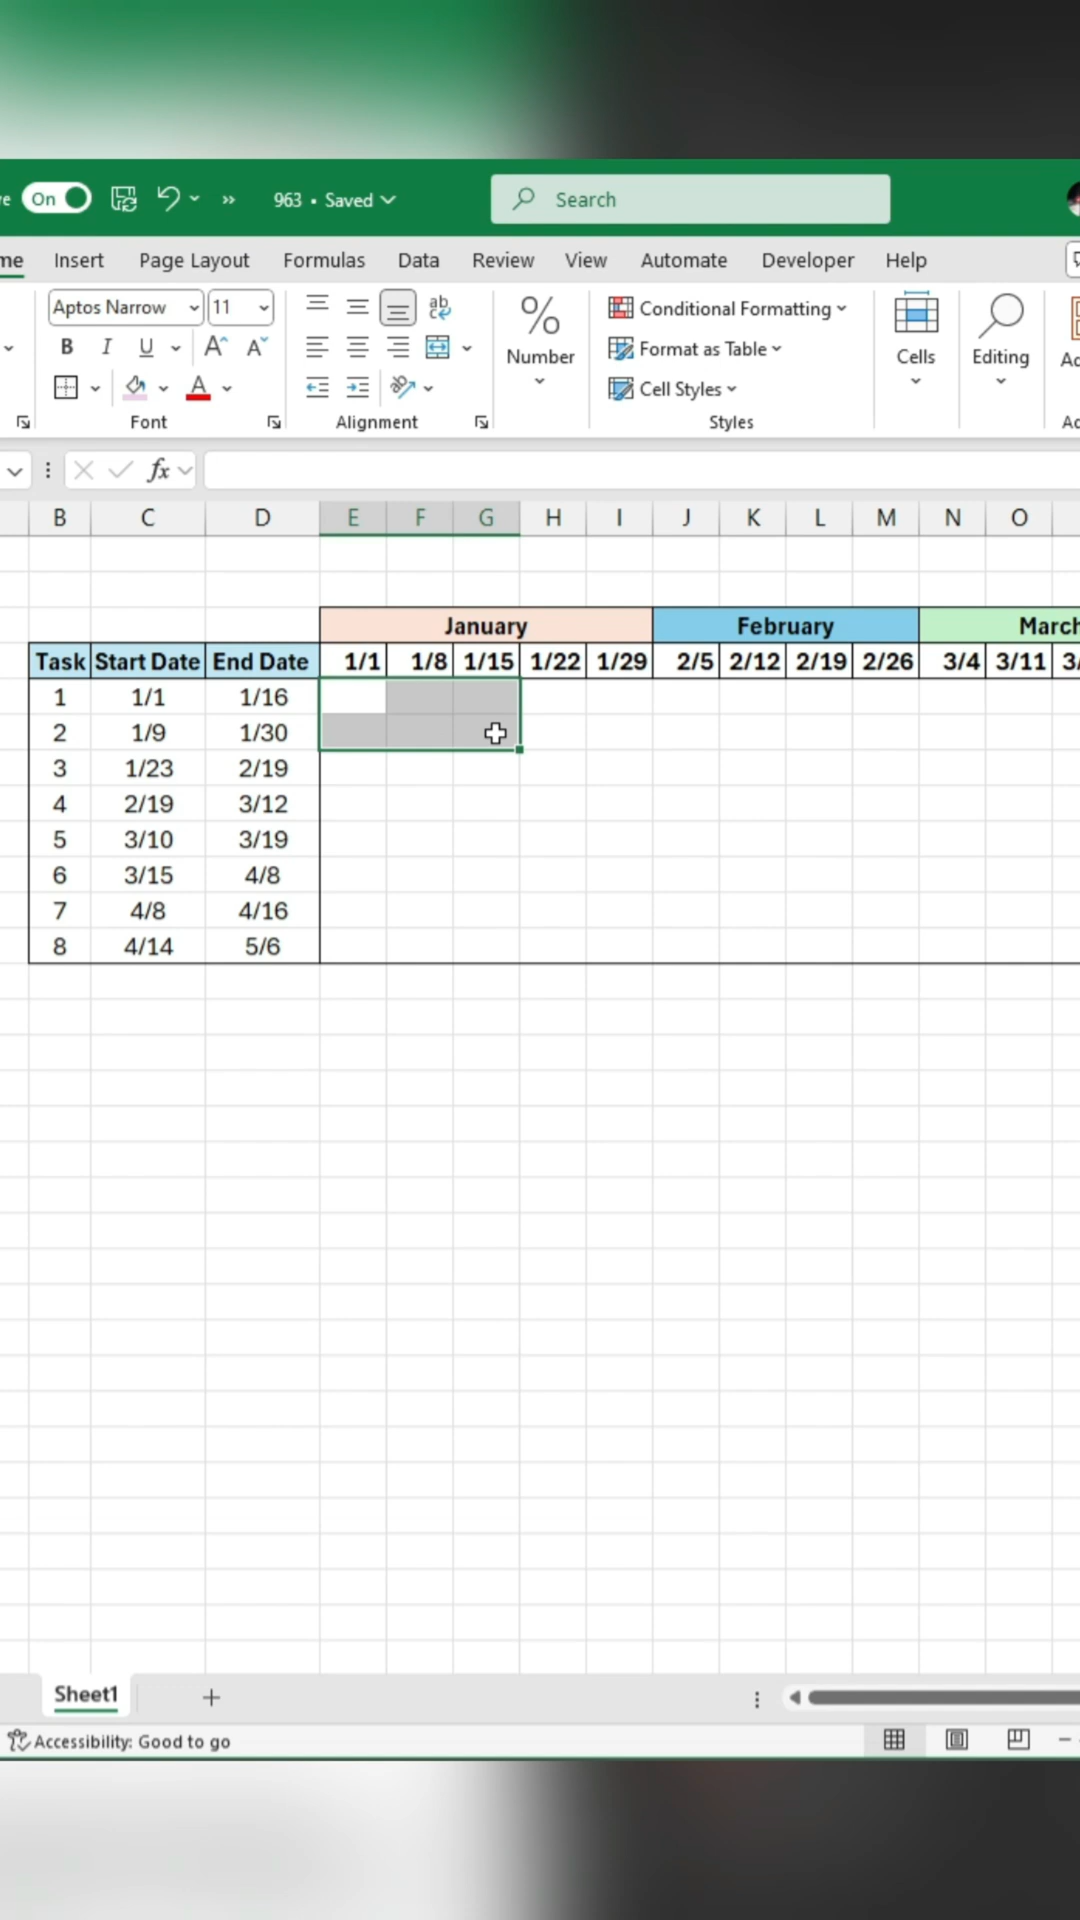 On 963 • Saved Search
Insert Page Layout Formulas Data Review View Automate Developer Help
Aptos Narrow 11
Conditional Formatting
Number
Format as Table
Cells
Editing
Cell Styles
Font Alignment Styles
B C D E F G H I J K L M N O
January February March
Task Start Date End Date 1/1 1/8 1/15 1/22 1/29 2/5 2/12 2/19 2/26 3/4 3/11
1 1/1 1/16
2 1/9 1/30
3 1/23 2/19
4 2/19 3/12
5 3/10 3/19
6 3/15 4/8
7 4/8 4/16
8 4/14 5/6
Sheet1
Accessibility: Good to go